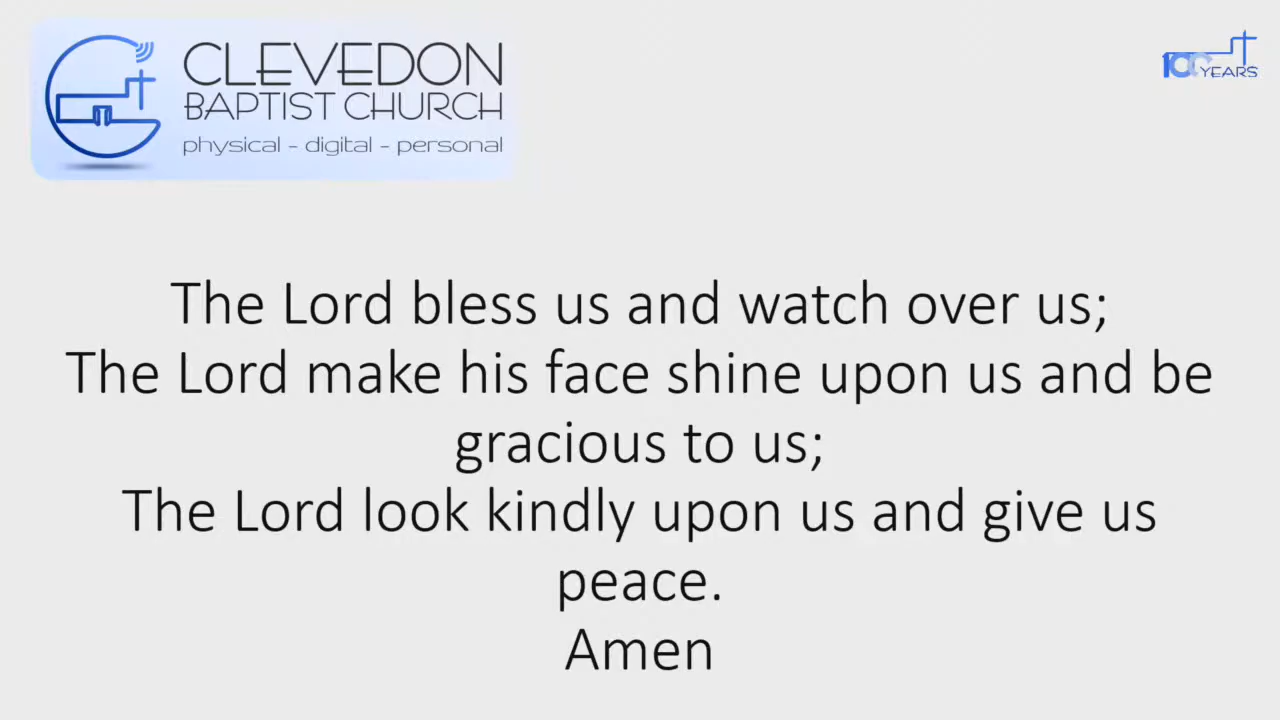 CLEVEDON
BAPTIST CHURCH
physical - digital - personal
100 YEARS
The Lord bless us and watch over us;
The Lord make his face shine upon us and be
gracious to us;
The Lord look kindly upon us and give us
peace.
Amen